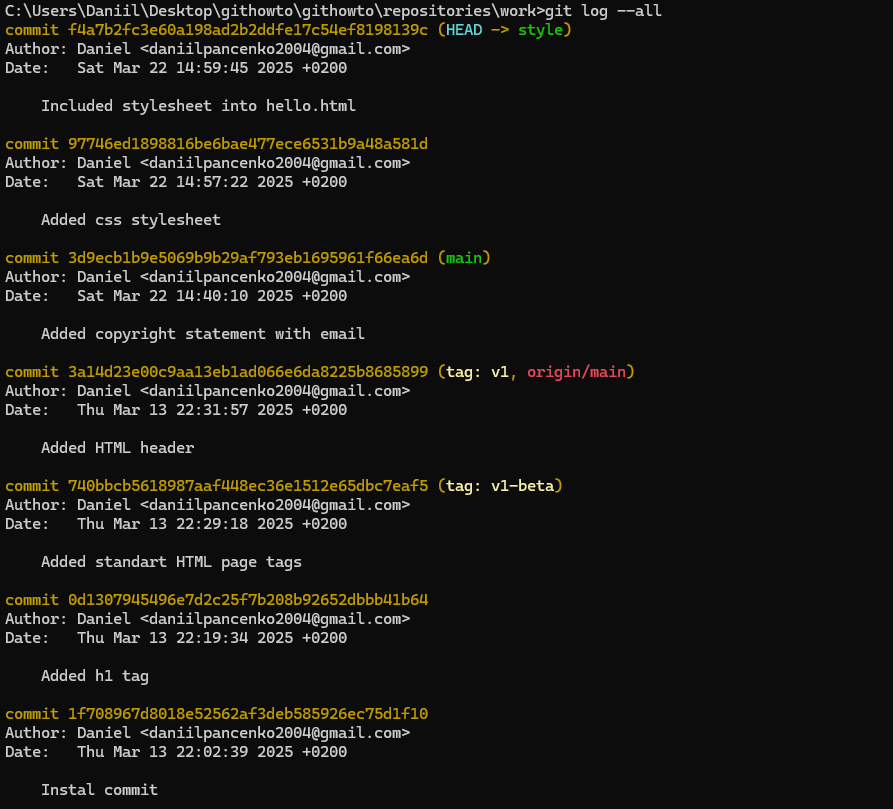 C:\Users\Daniil\Desktop\githowto\githowto\repositories\work>git log --all
commit f4a7b2fc3e60a198ad2b2ddfe17c54ef8198139c (HEAD -> style)
Author: Daniel <daniilpancenko2004@gmail.com>
Date:   Sat Mar 22 14:59:45 2025 +0200
    Included stylesheet into hello.html
commit 97746ed1898816be6bae477ece6531b9a48a581d
Author: Daniel <daniilpancenko2004@gmail.com>
Date:   Sat Mar 22 14:57:22 2025 +0200
    Added css stylesheet
commit 3d9ecb1b9e5069b9b29af793eb1695961f66ea6d (main)
Author: Daniel <daniilpancenko2004@gmail.com>
Date:   Sat Mar 22 14:40:10 2025 +0200
    Added copyright statement with email
commit 3a14d23e00c9aa13eb1ad066e6da8225b8685899 (tag: v1, origin/main)
Author: Daniel <daniilpancenko2004@gmail.com>
Date:   Thu Mar 13 22:31:57 2025 +0200
    Added HTML header
commit 740bbcb5618987aaf448ec36e1512e65dbc7eaf5 (tag: v1-beta)
Author: Daniel <daniilpancenko2004@gmail.com>
Date:   Thu Mar 13 22:29:18 2025 +0200
    Added standart HTML page tags
commit 0d1307945496e7d2c25f7b208b92652dbbb41b64
Author: Daniel <daniilpancenko2004@gmail.com>
Date:   Thu Mar 13 22:19:34 2025 +0200
    Added h1 tag
commit 1f708967d8018e52562af3deb585926ec75d1f10
Author: Daniel <daniilpancenko2004@gmail.com>
Date:   Thu Mar 13 22:02:39 2025 +0200
    Instal commit